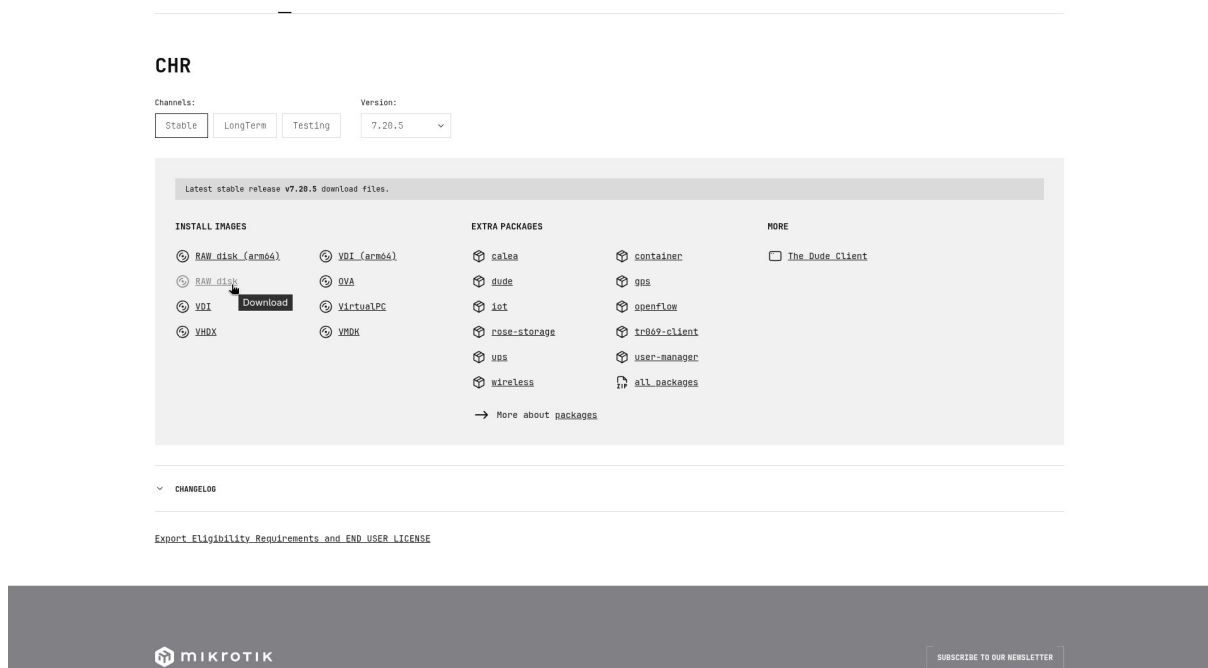 CHR
Channels:
Version:
Stable
LongTerm
Testing
7.20.5
Latest stable release v7.20.5 download files.
INSTALL IMAGES
RAW disk (arm64)
VDI (arm64)
RAW disk
OVA
Download
VDI
VirtualPC
VHDX
VMDK
EXTRA PACKAGES
calea
container
dude
gps
iot
openflow
rose-storage
tr069-client
ups
user-manager
wireless
ZIP
all packages
More about packages
MORE
The Dude Client
CHANGELOG
Export Eligibility Requirements and END USER LICENSE
mikrotik
SUBSCRIBE TO OUR NEWSLETTER